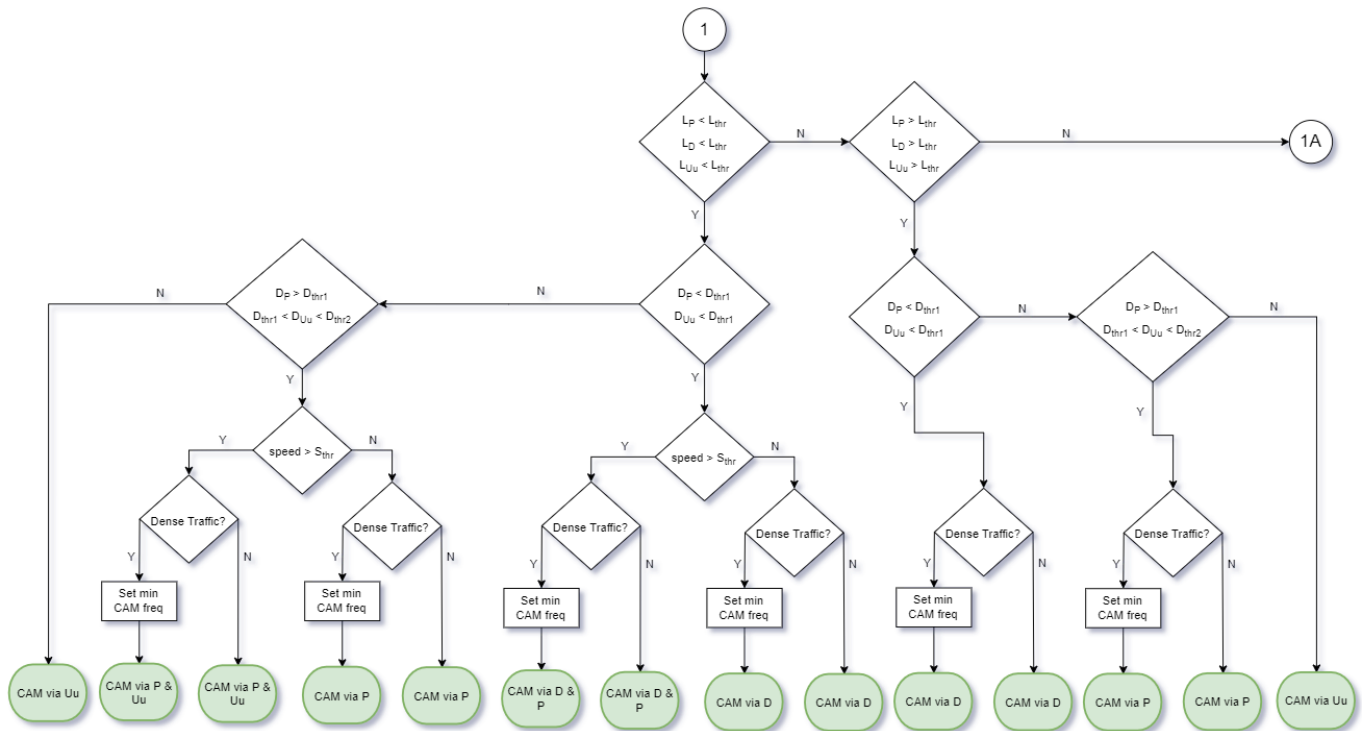 1
L_P < L_thr
L_D < L_thr
L_Uu < L_thr
N
L_P > L_thr
L_D > L_thr
L_Uu > L_thr
N
1A
Y
Y
D_P > D_thr1
D_thr1 < D_Uu < D_thr2
N
N
D_P < D_thr1
D_Uu < D_thr1
D_P < D_thr1
D_Uu < D_thr1
N
D_P > D_thr1
D_thr1 < D_Uu < D_thr2
N
Y
Y
Y
Y
speed > S_thr
Y
N
speed > S_thr
Y
N
Dense Traffic?
Y
N
Dense Traffic?
Y
N
Dense Traffic?
Y
N
Dense Traffic?
Y
N
Dense Traffic?
Y
N
Dense Traffic?
Y
N
Set min
CAM freq
Set min
CAM freq
Set min
CAM freq
Set min
CAM freq
Set min
CAM freq
Set min
CAM freq
CAM via Uu
CAM via P &
Uu
CAM via P &
Uu
CAM via P
CAM via P
CAM via D &
P
CAM via D &
P
CAM via D
CAM via D
CAM via D
CAM via D
CAM via P
CAM via P
CAM via Uu